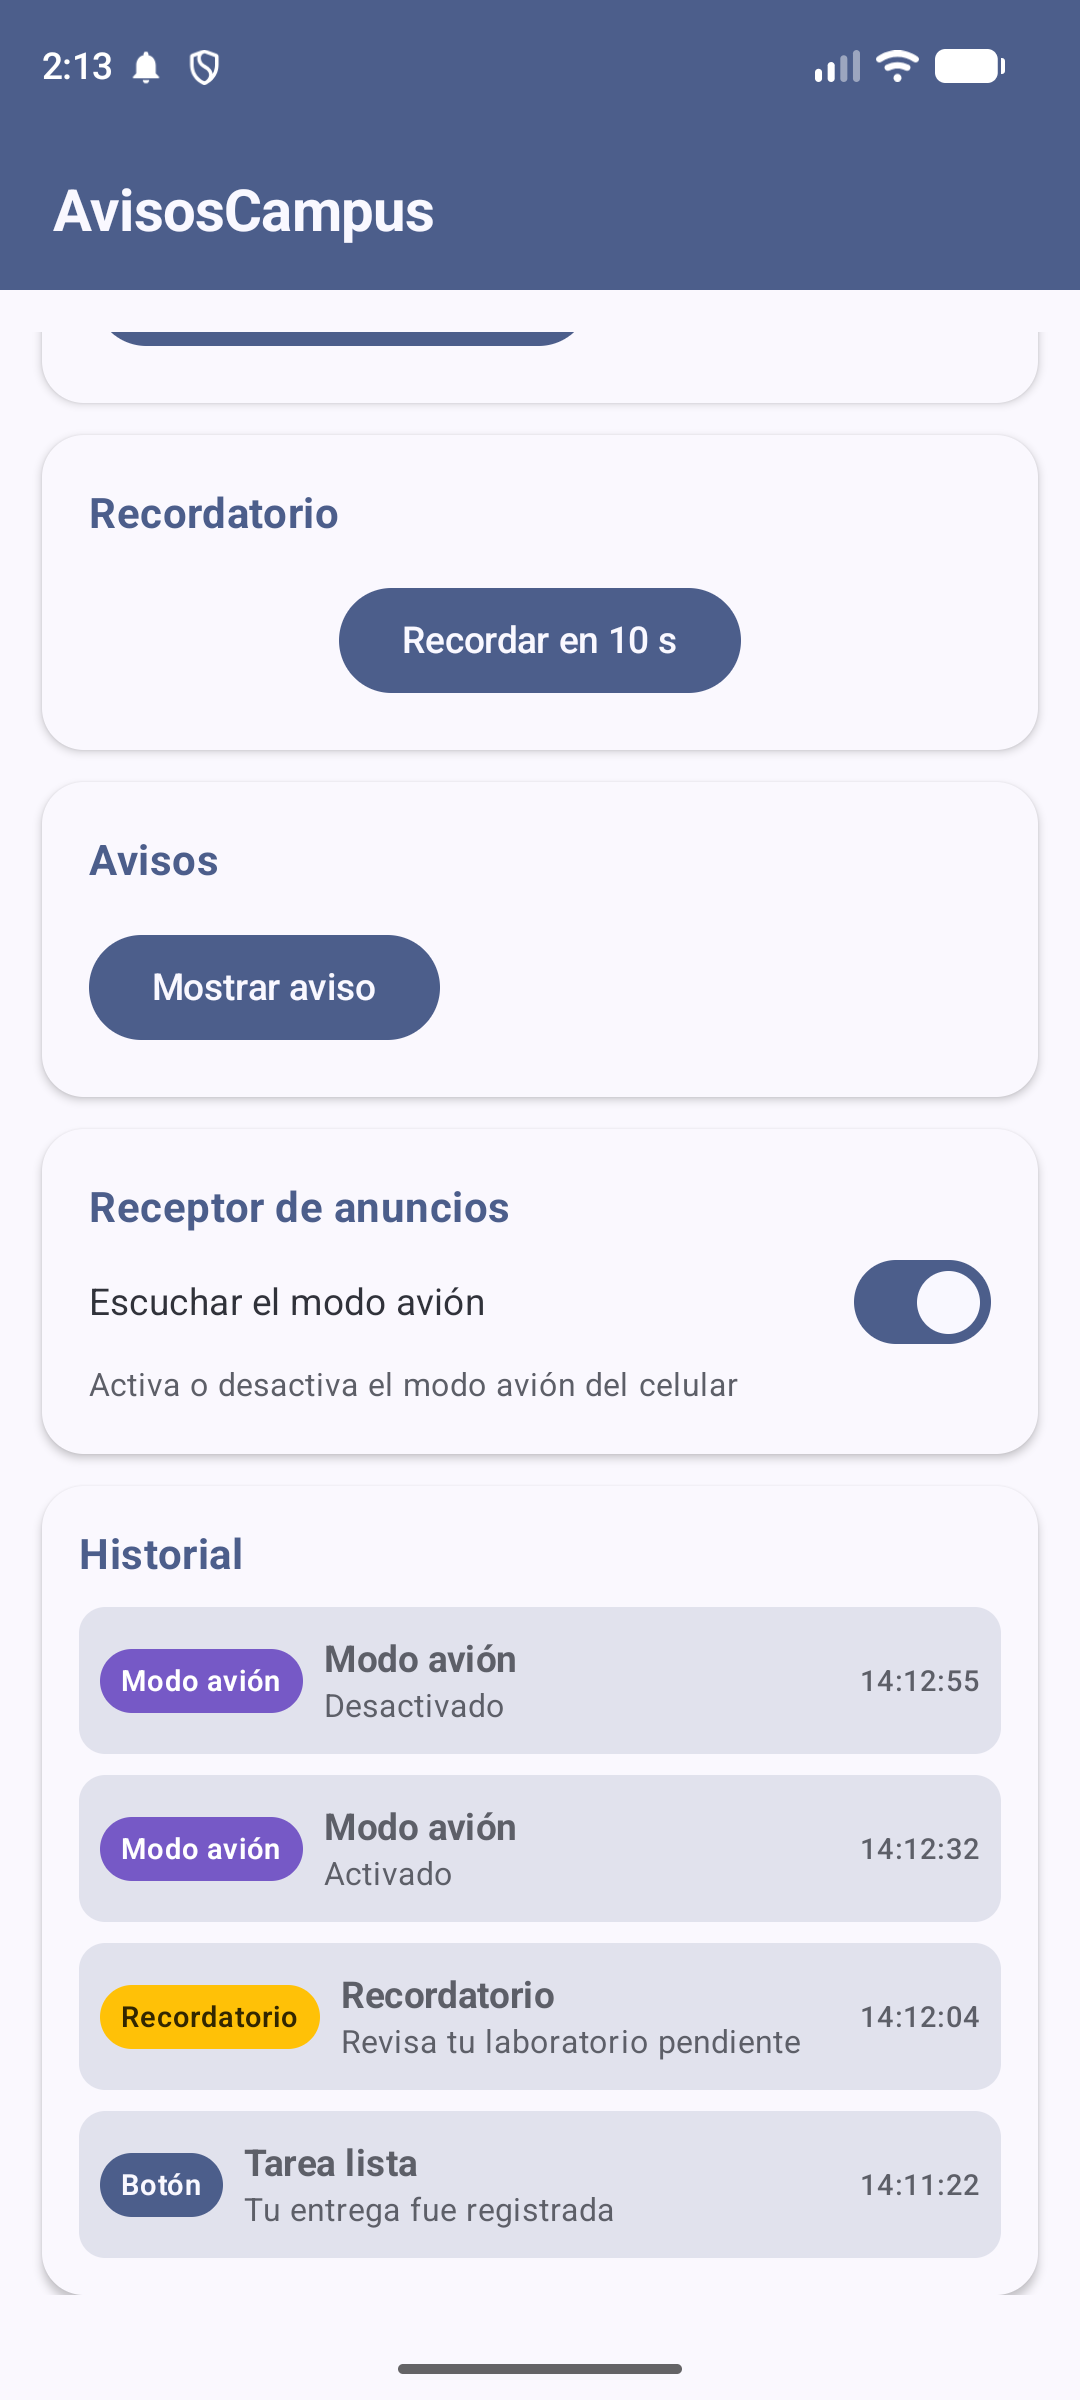 2:13
AvisosCampus
Recordatorio
Recordar en 10 s
Avisos
Mostrar aviso
Receptor de anuncios
Escuchar el modo avión
Activa o desactiva el modo avión del celular
Historial
Modo avión
Modo avión
Desactivado
14:12:55
Modo avión
Modo avión
Activado
14:12:32
Recordatorio
Recordatorio
Revisa tu laboratorio pendiente
14:12:04
Botón
Tarea lista
Tu entrega fue registrada
14:11:22